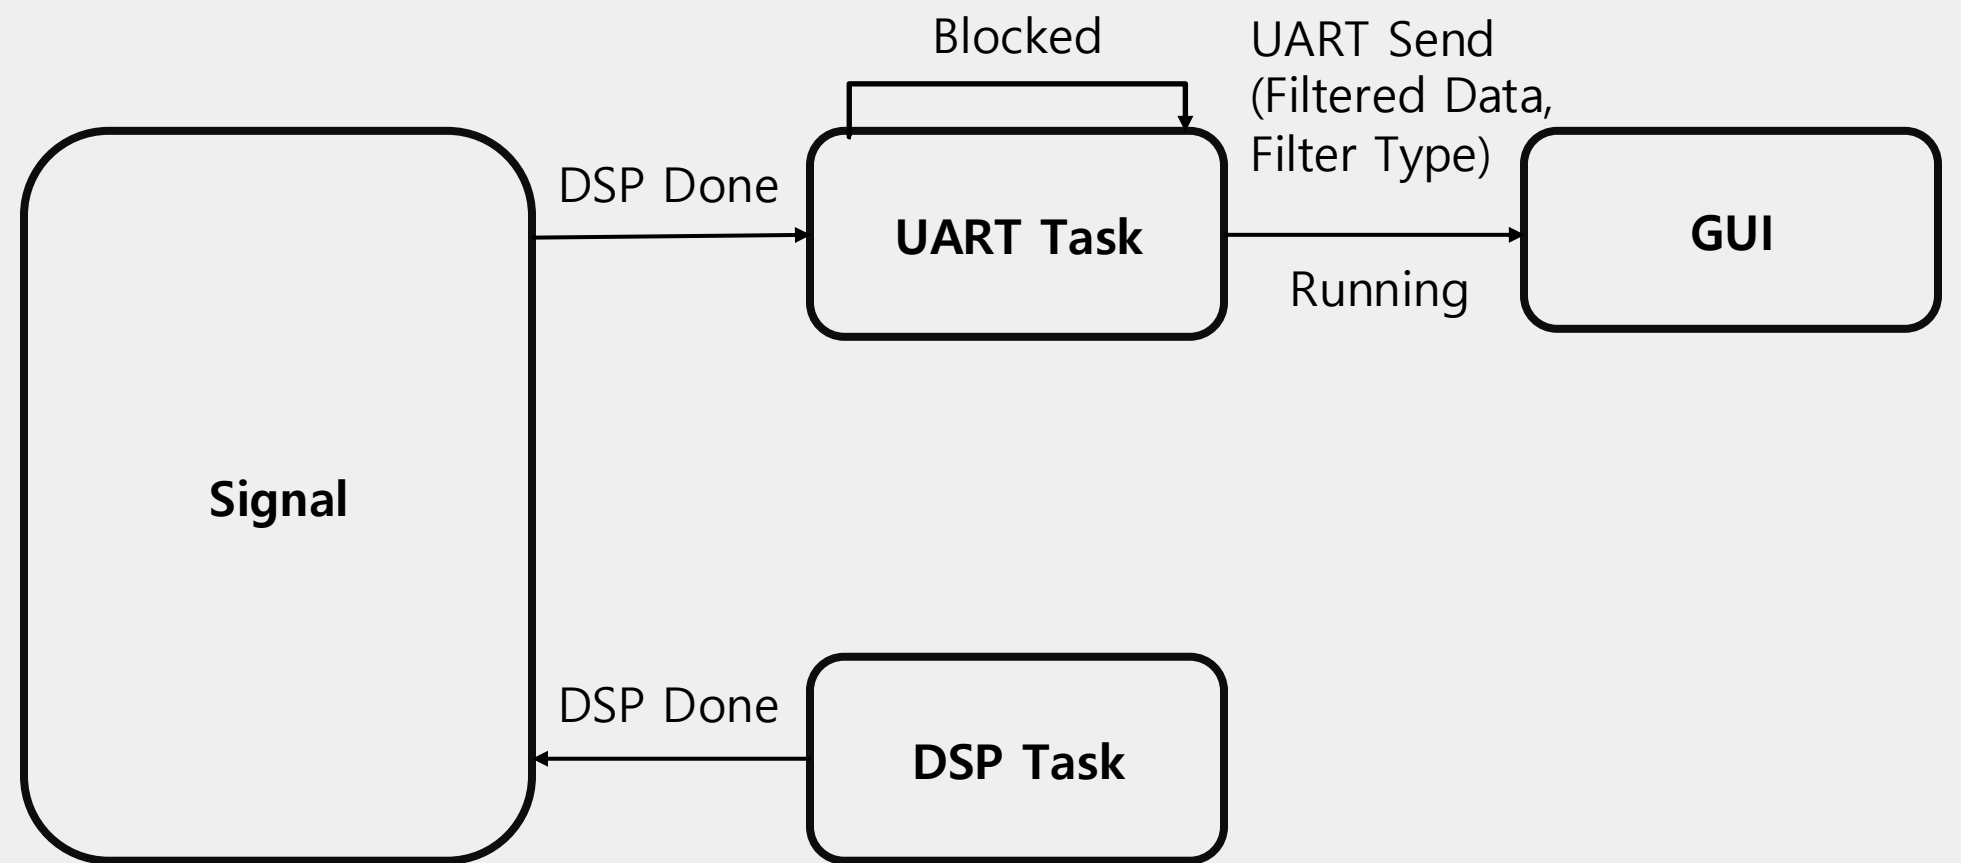 Blocked
UART Send
(Filtered Data,
Filter Type)
DSP Done
UART Task
GUI
Running
Signal
DSP Done
DSP Task